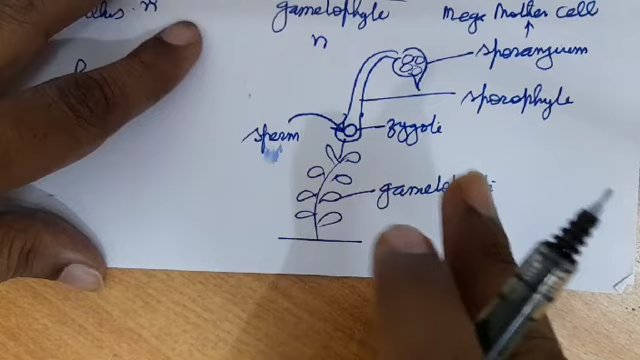 gametophyte
n
n
Mega Mother cell
sporangium
sporophyte
sperm
zygote